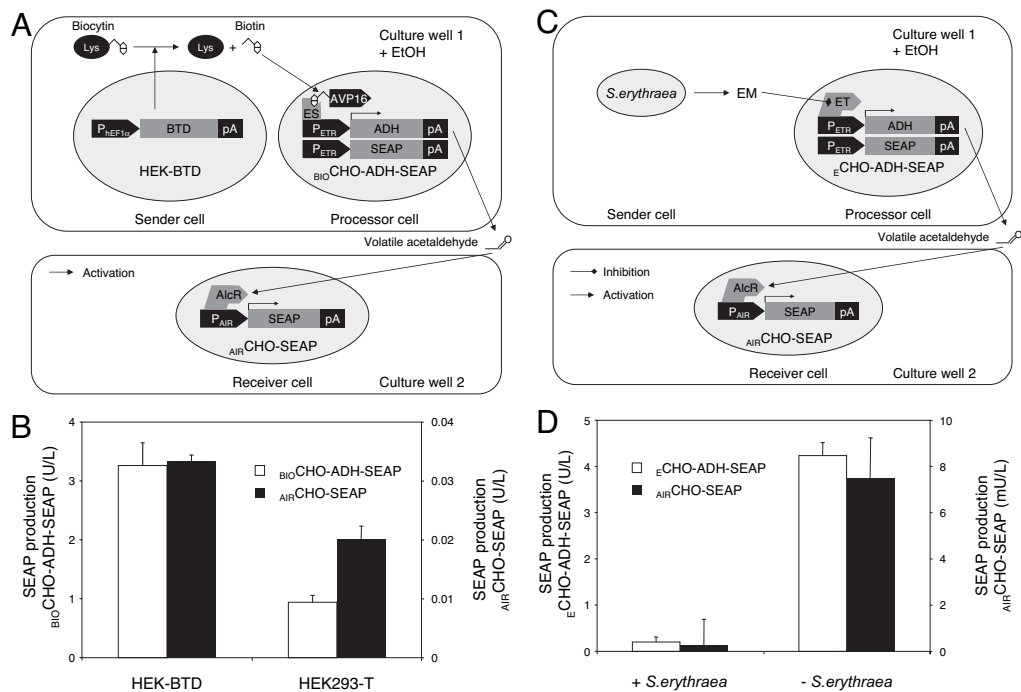 A
Biocytin
Biotin
Culture well 1
+ EtOH
Lys
Lys
+
AVP16
ES
PhEF1α
BTD
pA
PETR
ADH
pA
PETR
SEAP
pA
HEK-BTD
BIOCHO-ADH-SEAP
Sender cell
Processor cell
Volatile acetaldehyde
O
Activation
AlcR
PAIR
SEAP
pA
AIRCHO-SEAP
Receiver cell
Culture well 2
C
Culture well 1
+ EtOH
S.erythraea
EM
ET
PETR
ADH
pA
PETR
SEAP
pA
ECHO-ADH-SEAP
Sender cell
Processor cell
Volatile acetaldehyde
O
Inhibition
Activation
AlcR
PAIR
SEAP
pA
AIRCHO-SEAP
Receiver cell
Culture well 2
B
SEAP production
BIOCHO-ADH-SEAP (U/L)
4
3
2
1
0
BIOCHO-ADH-SEAP
AIRCHO-SEAP
0.04
0.03
0.02
0.01
0
SEAP production
AIRCHO-SEAP (U/L)
HEK-BTD
HEK293-T
D
SEAP production
ECHO-ADH-SEAP (U/L)
5
4
3
2
1
0
ECHO-ADH-SEAP
AIRCHO-SEAP
10
8
6
4
2
0
SEAP production
AIRCHO-SEAP (mU/L)
+ S.erythraea
- S.erythraea